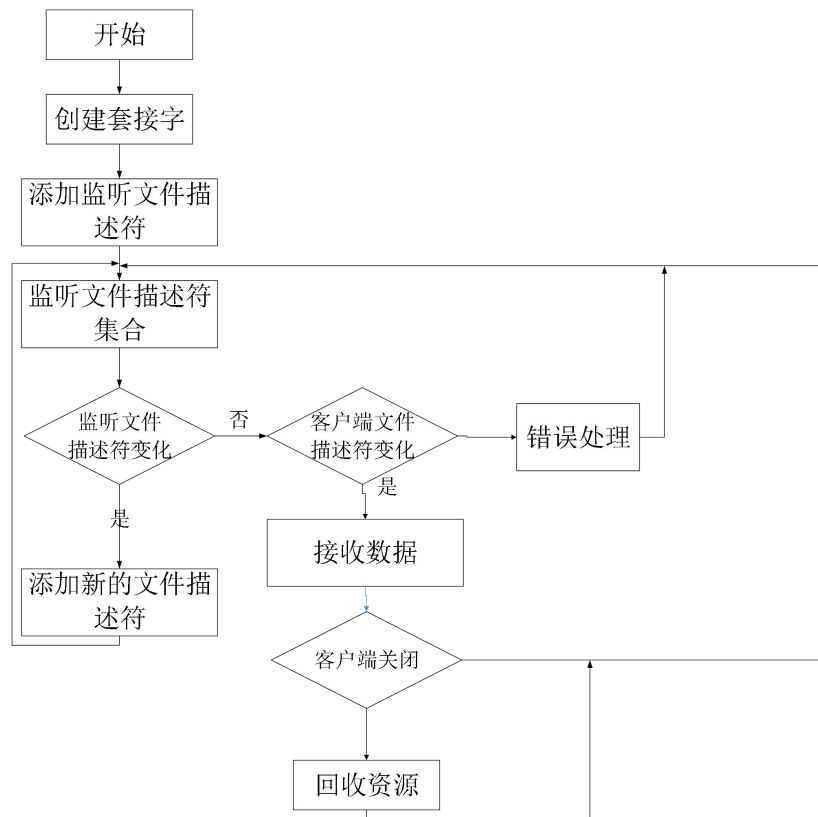 开始
创建套接字
添加监听文件描
述符
监听文件描述符
集合
监听文件
描述符变化
否
客户端文件
描述符变化
错误处理
是
是
接收数据
添加新的文件描
述符
客户端关闭
回收资源